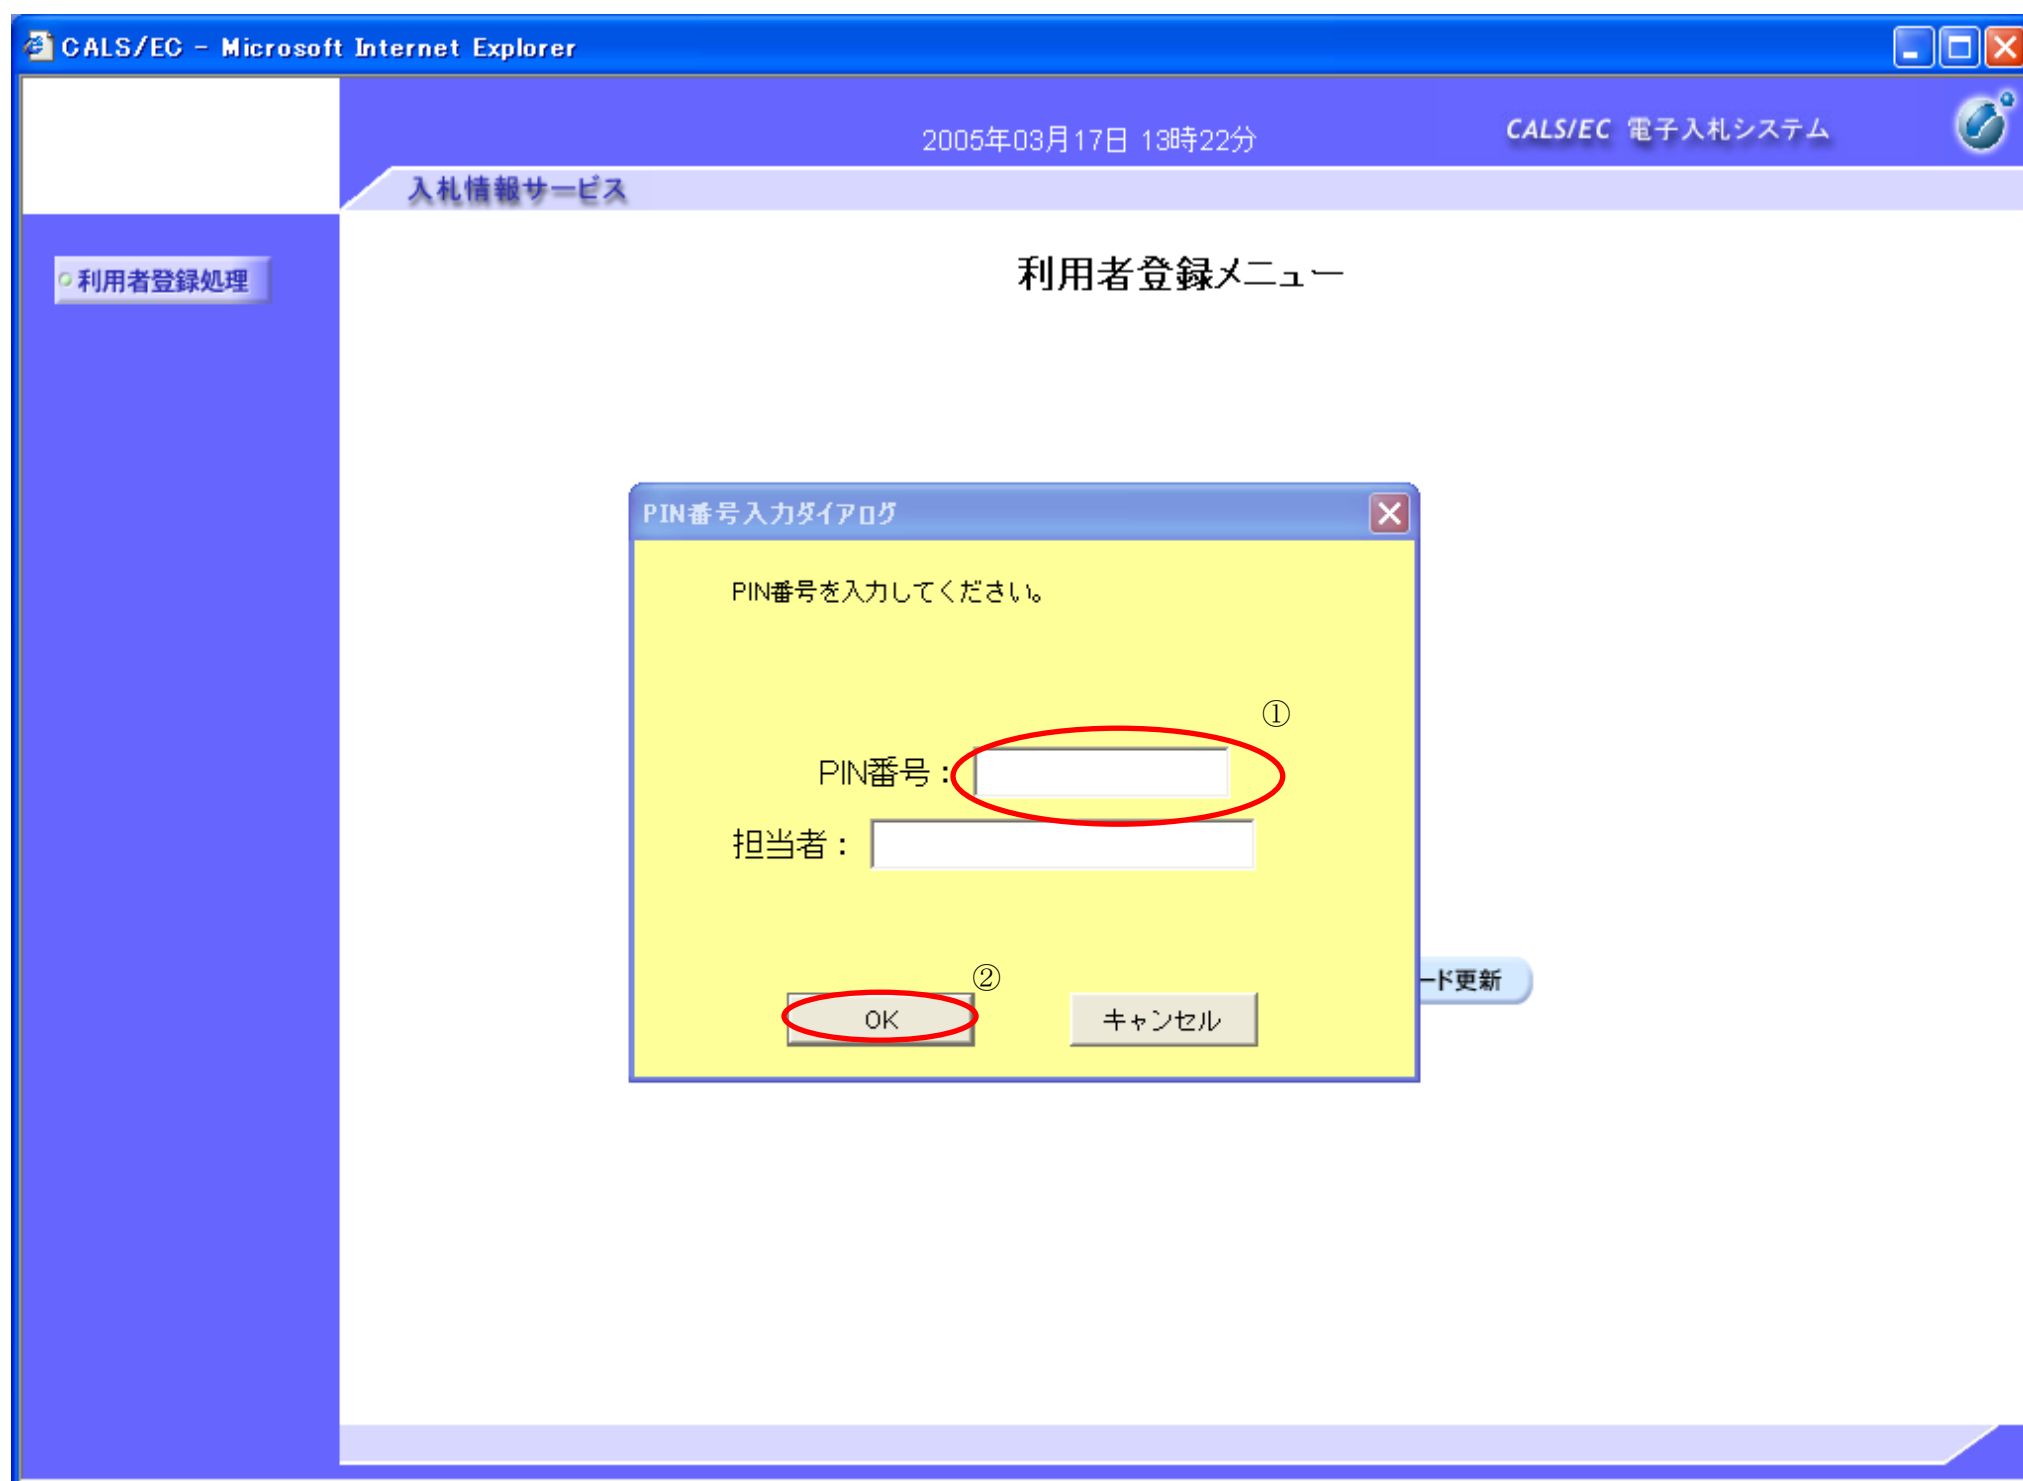 CALS/EC - Microsoft Internet Explorer
2005年03月17日 13時22分
CALS/EC 電子入札システム
入札情報サービス
利用者登録処理
利用者登録メニュー
PIN番号入力ダイアログ
PIN番号を入力してください。
①
PIN番号：
担当者：
②
OK
キャンセル
ード更新